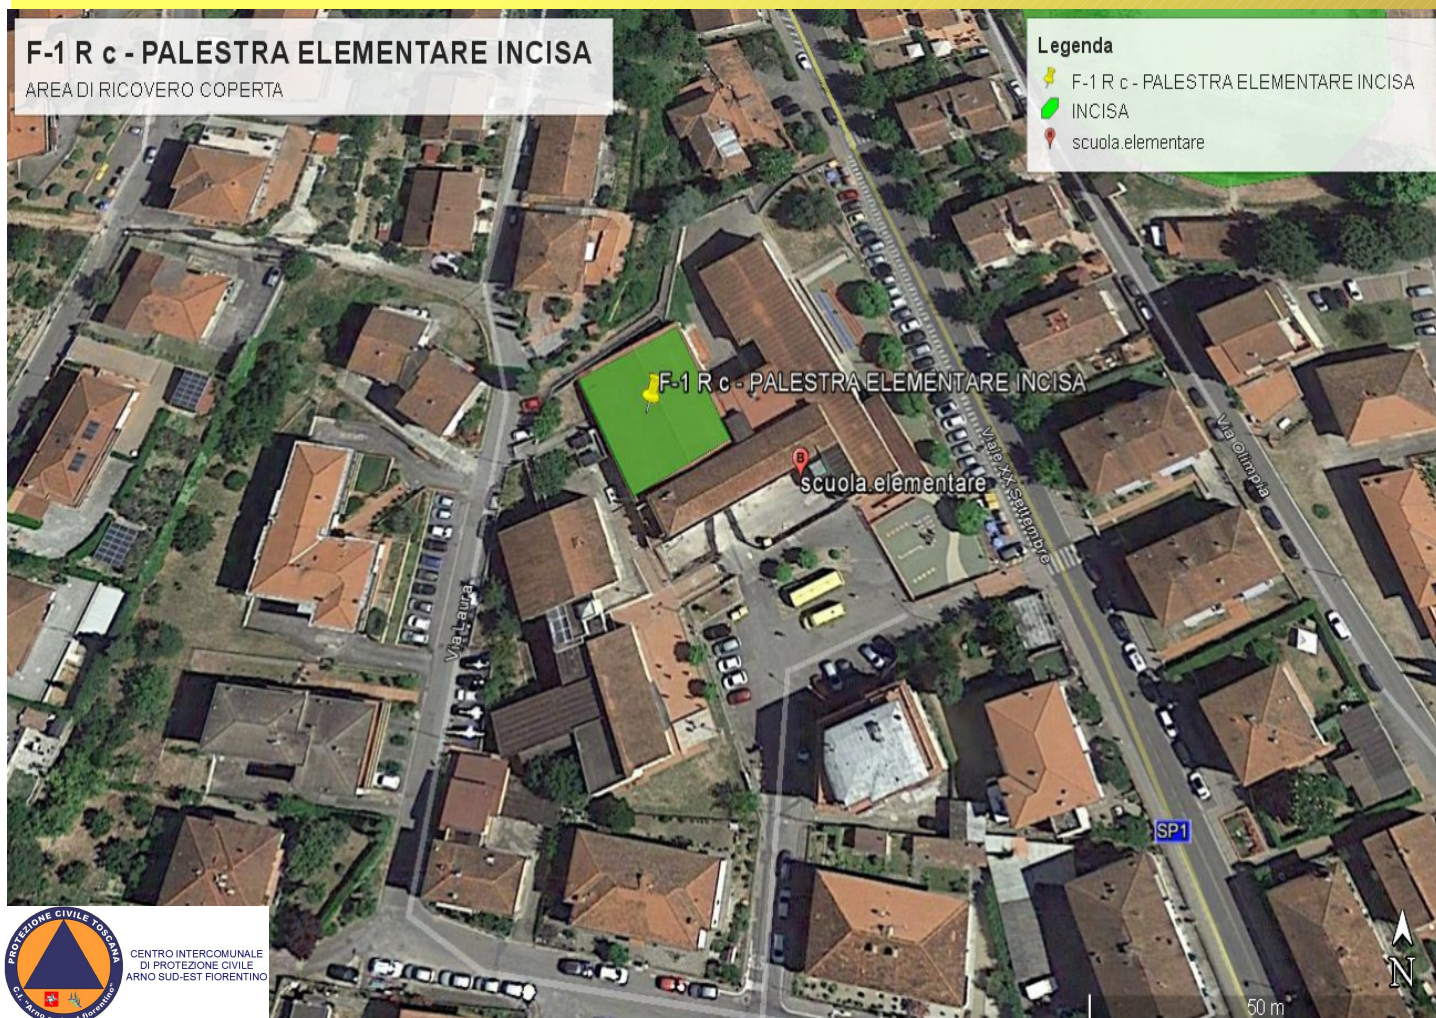 F-1 R c - PALESTRA ELEMENTARE INCISA
AREA DI RICOVERO COPERTA
Legenda
F-1 R c - PALESTRA ELEMENTARE INCISA
INCISA
B
scuola.elementare
F-1 R c - PALESTRA ELEMENTARE INCISA
B
scuola.elementare
Viale XX Settembre
Via Olimpia
Via Laura
SP1
PROTEZIONE CIVILE TOSCANA
CENTRO INTERCOMUNALE
DI PROTEZIONE CIVILE
ARNO SUD-EST FIORENTINO
N
50 m